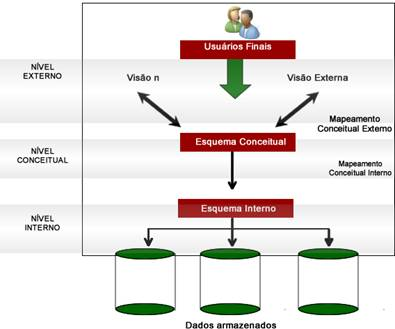 Usuários Finais
NÍVEL
EXTERNO
Visão n
Visão Externa
Mapeamento
Conceitual Externo
Esquema Conceitual
NÍVEL
CONCEITUAL
Mapeamento
Conceitual Interno
Esquema Interno
NÍVEL
INTERNO
Dados armazenados